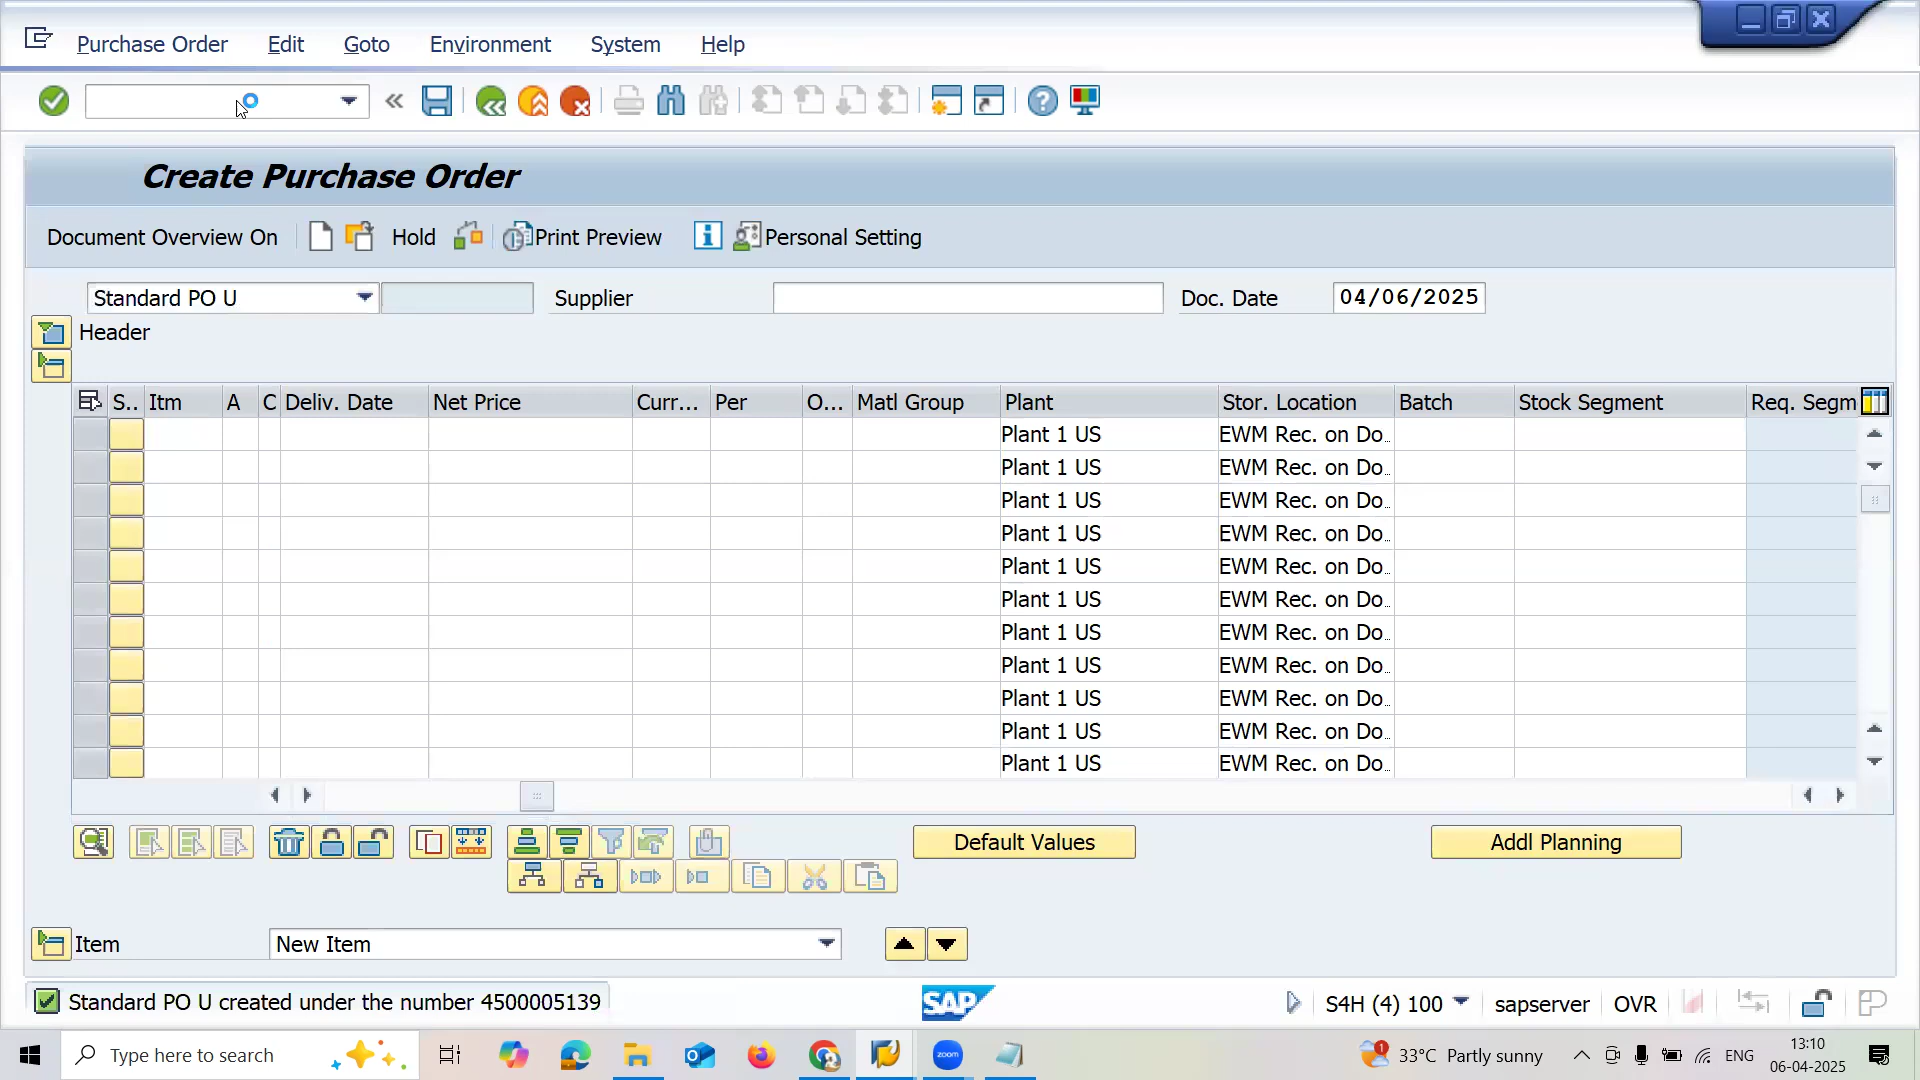 Purchase Order Edit Goto Environment System Help
Create Purchase Order
Document Overview On Hold Print Preview Personal Setting
Standard PO U Supplier Doc. Date 04/06/2025
Header
S.. Itm A C Deliv. Date Net Price Curr... Per O... Matl Group Plant Stor. Location Batch Stock Segment Req. Segm
Plant 1 US EWM Rec. on Do..
Plant 1 US EWM Rec. on Do..
Plant 1 US EWM Rec. on Do..
Plant 1 US EWM Rec. on Do..
Plant 1 US EWM Rec. on Do..
Plant 1 US EWM Rec. on Do..
Plant 1 US EWM Rec. on Do..
Plant 1 US EWM Rec. on Do..
Plant 1 US EWM Rec. on Do..
Plant 1 US EWM Rec. on Do..
Plant 1 US EWM Rec. on Do..
Default Values Addl Planning
Item New Item
Standard PO U created under the number 4500005139 SAP S4H (4) 100 sapserver OVR
Type here to search zoom 1 33°C Partly sunny ENG 13:10
06-04-2025